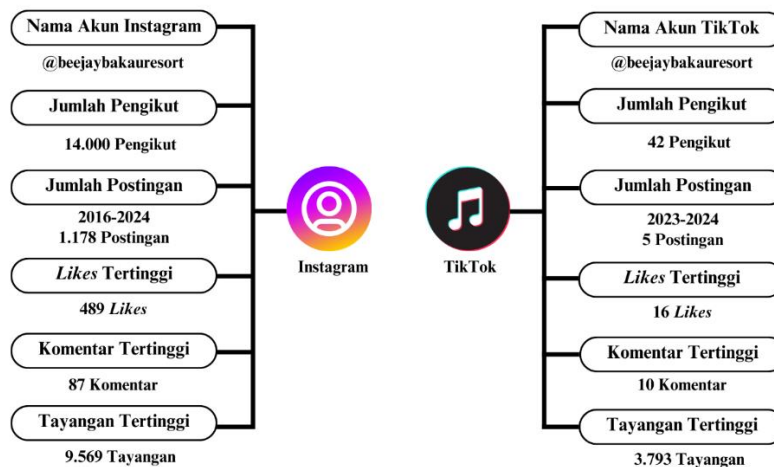 Nama Akun Instagram
@beejaybakauresort
Jumlah Pengikut
14.000 Pengikut
Jumlah Postingan
2016-2024
1.178 Postingan
Likes Tertinggi
489 Likes
Komentar Tertinggi
87 Komentar
Tayangan Tertinggi
9.569 Tayangan
Instagram
TikTok
Nama Akun TikTok
@beejaybakauresort
Jumlah Pengikut
42 Pengikut
Jumlah Postingan
2023-2024
5 Postingan
Likes Tertinggi
16 Likes
Komentar Tertinggi
10 Komentar
Tayangan Tertinggi
3.793 Tayangan